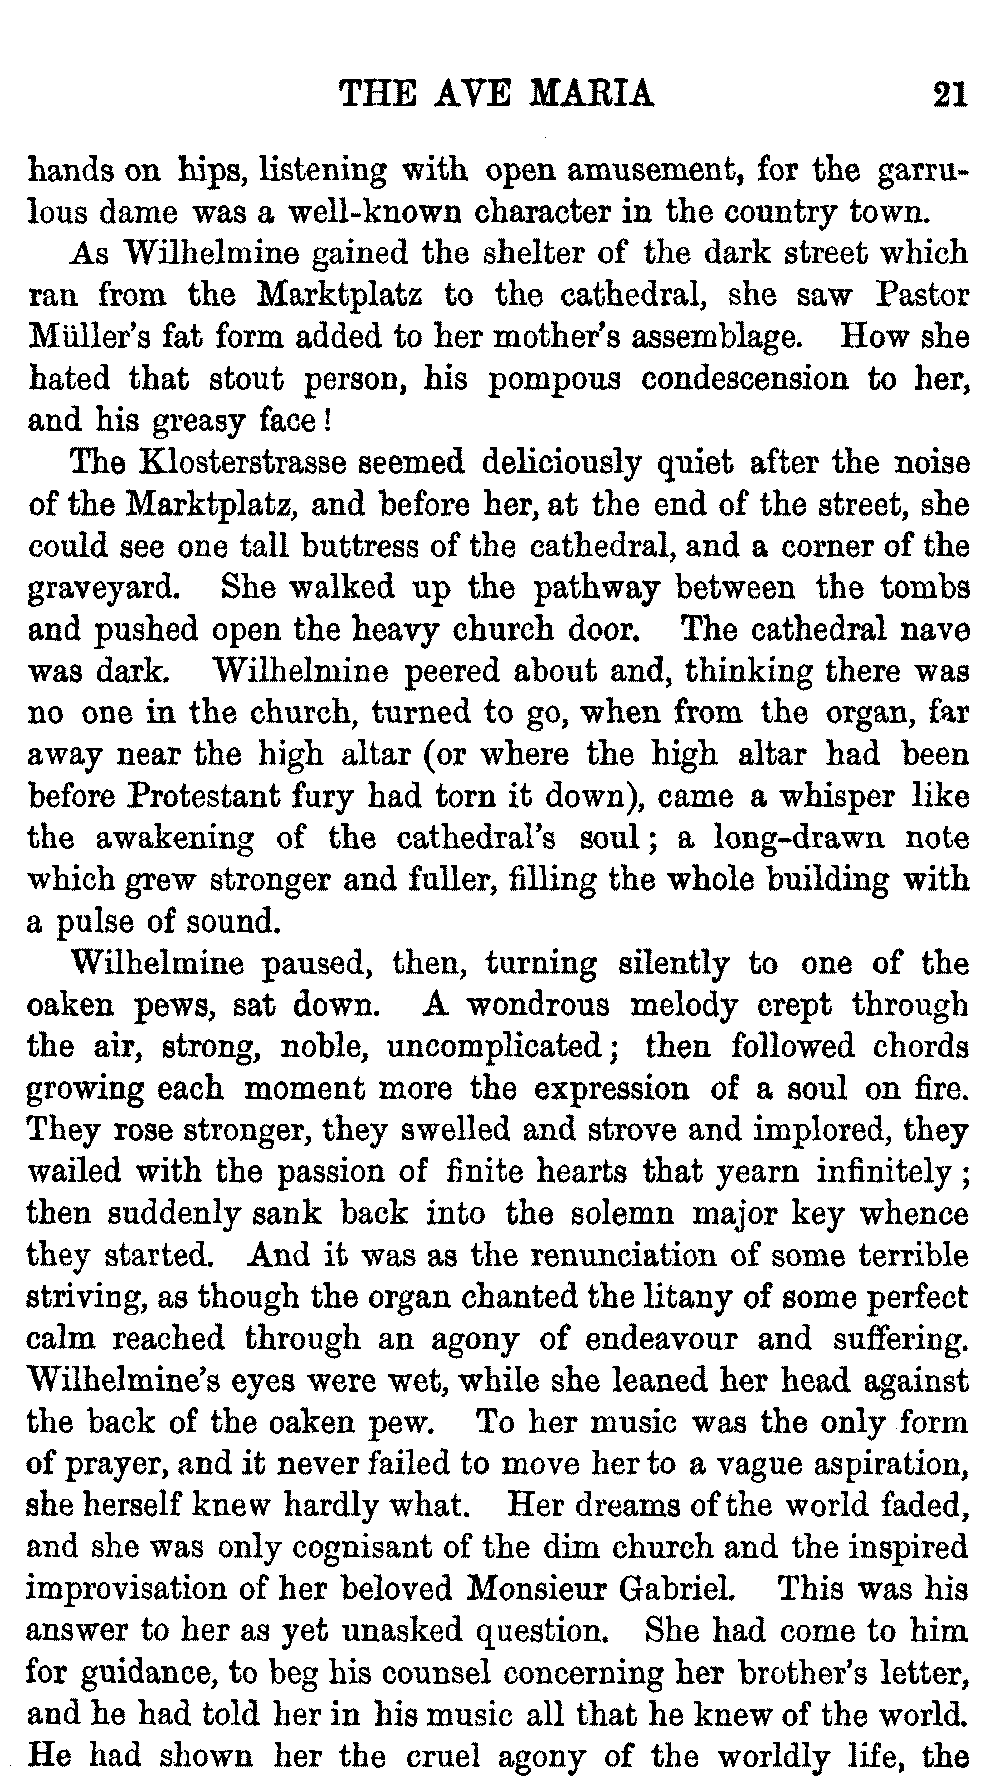 THE AVE MARIA 21
hands on hips, listening with open amusement, for the garru-
lous dame was a well-known character in the country town.
As Wilhelmine gained the shelter of the dark street which
ran from the Marktplatz to the cathedral, she saw Pastor
Müller's fat form added to her mother's assemblage. How she
hated that stout person, his pompous condescension to her,
and his greasy face!
The Klosterstrasse seemed deliciously quiet after the noise
of the Marktplatz, and before her, at the end of the street, she
could see one tall buttress of the cathedral, and a corner of the
graveyard. She walked up the pathway between the tombs
and pushed open the heavy church door. The cathedral nave
was dark. Wilhelmine peered about and, thinking there was
no one in the church, turned to go, when from the organ, far
away near the high altar (or where the high altar had been
before Protestant fury had torn it down), came a whisper like
the awakening of the cathedral's soul; a long-drawn note
which grew stronger and fuller, filling the whole building with
a pulse of sound.
Wilhelmine paused, then, turning silently to one of the
oaken pews, sat down. A wondrous melody crept through
the air, strong, noble, uncomplicated; then followed chords
growing each moment more the expression of a soul on fire.
They rose stronger, they swelled and strove and implored, they
wailed with the passion of finite hearts that yearn infinitely;
then suddenly sank back into the solemn major key whence
they started. And it was as the renunciation of some terrible
striving, as though the organ chanted the litany of some perfect
calm reached through an agony of endeavour and suffering.
Wilhelmine's eyes were wet, while she leaned her head against
the back of the oaken pew. To her music was the only form
of prayer, and it never failed to move her to a vague aspiration,
she herself knew hardly what. Her dreams of the world faded,
and she was only cognisant of the dim church and the inspired
improvisation of her beloved Monsieur Gabriel. This was his
answer to her as yet unasked question. She had come to him
for guidance, to beg his counsel concerning her brother's letter,
and he had told her in his music all that he knew of the world.
He had shown her the cruel agony of the worldly life, the